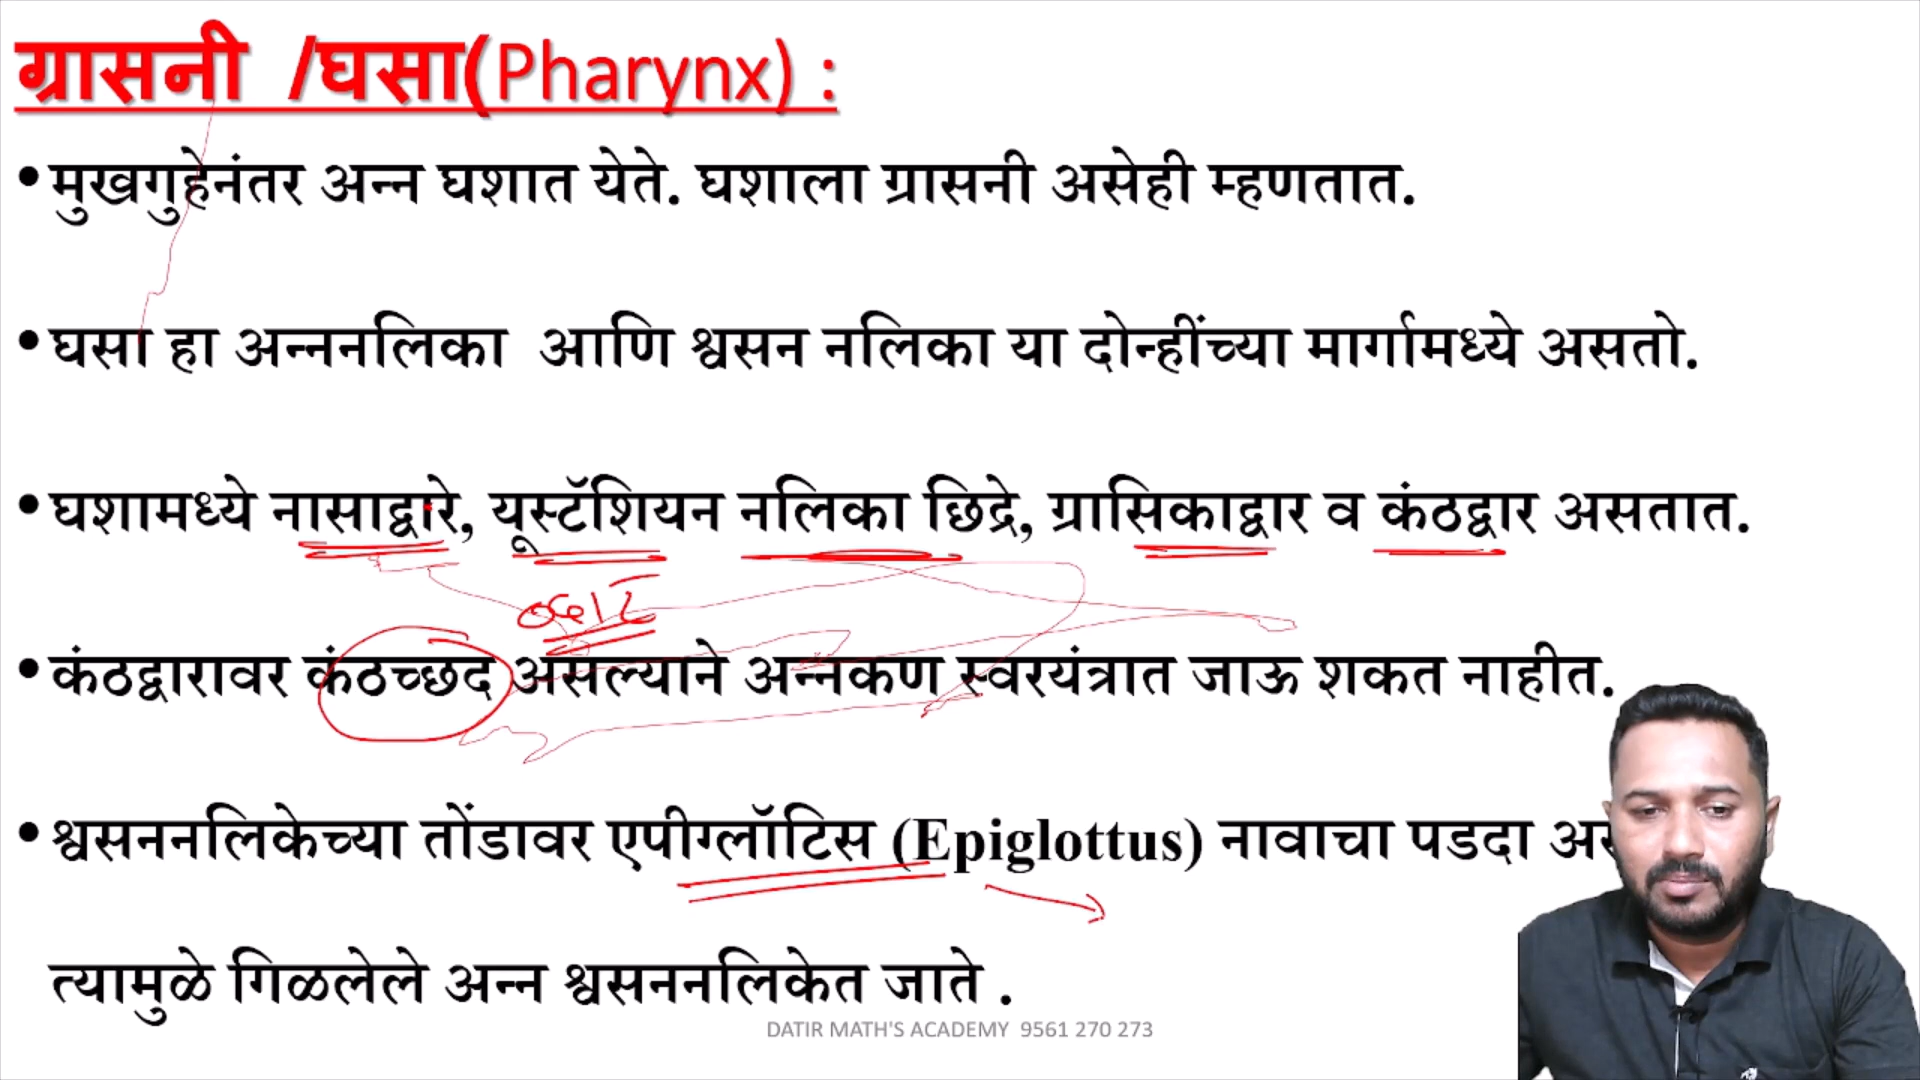 ग्रासनी /घसा(Pharynx) :
•मुखगुहेनंतर अन्न घशात येते. घशाला ग्रासनी असेही म्हणतात.
•घसा हा अन्ननलिका आणि श्वसन नलिका या दोन्हींच्या मार्गामध्ये असतो.
•घशामध्ये नासाद्वारे, यूस्टॅशियन नलिका छिद्रे, ग्रासिकाद्वार व कंठद्वार असतात.
•कंठद्वारावर कंठच्छद असल्याने अन्नकण स्वरयंत्रात जाऊ शकत नाहीत.
•श्वसननलिकेच्या तोंडावर एपीग्लॉटिस (Epiglottus) नावाचा पडदा
त्यामुळे गिळलेले अन्न श्वसननलिकेत जाते .
DATIR MATH'S ACADEMY 9561 270 273